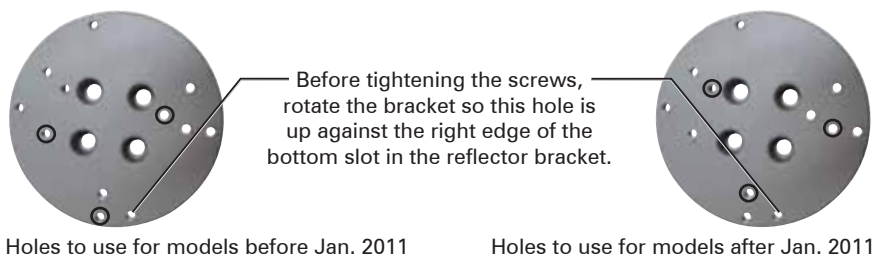 Before tightening the screws,
rotate the bracket so this hole is
up against the right edge of the
bottom slot in the reflector bracket.
Holes to use for models before Jan. 2011
Holes to use for models after Jan. 2011